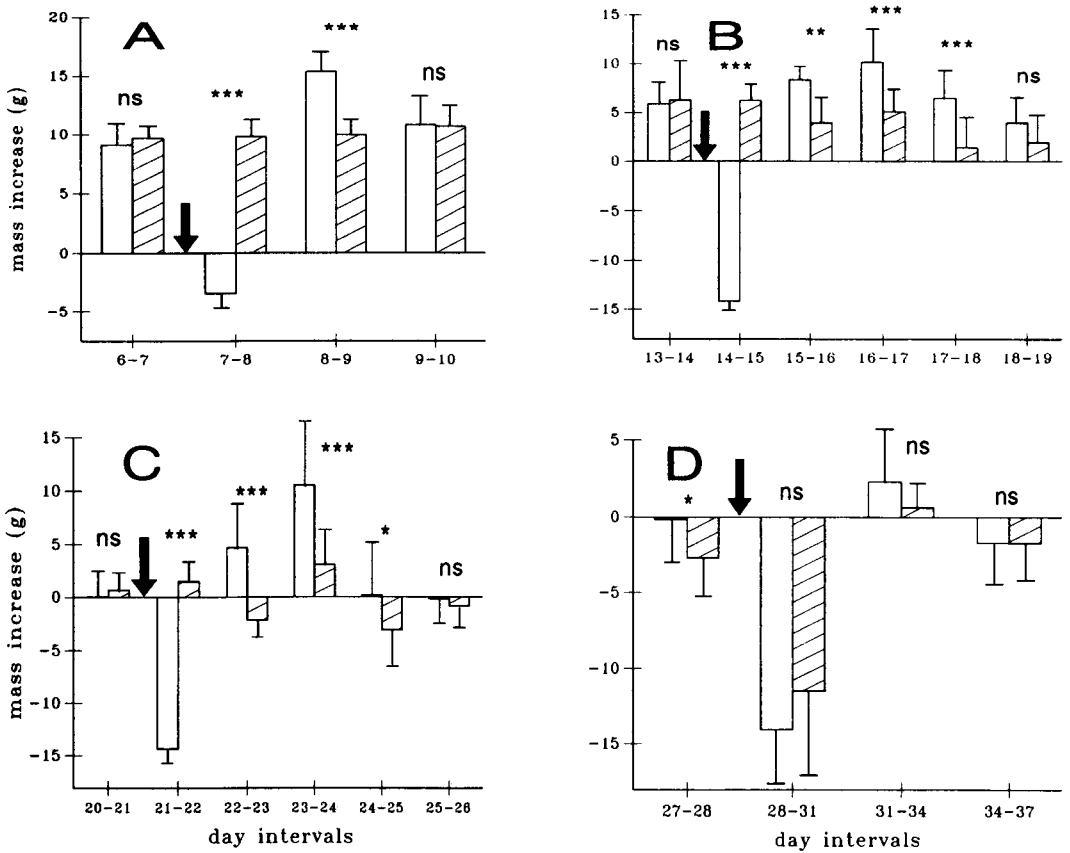 A
mass increase (g)
20
15
10
5
0
-5
ns
***
***
ns
6-7 7-8 8-9 9-10
B
15
10
5
0
-5
-10
-15
ns
***
**
***
***
ns
13-14 14-15 15-16 16-17 17-18 18-19
C
mass increase (g)
15
10
5
0
-5
-10
-15
ns
***
***
***
*
ns
20-21 21-22 22-23 23-24 24-25 25-26
day intervals
D
5
0
-5
-10
-15
*
ns
ns
ns
27-28 28-31 31-34 34-37
day intervals